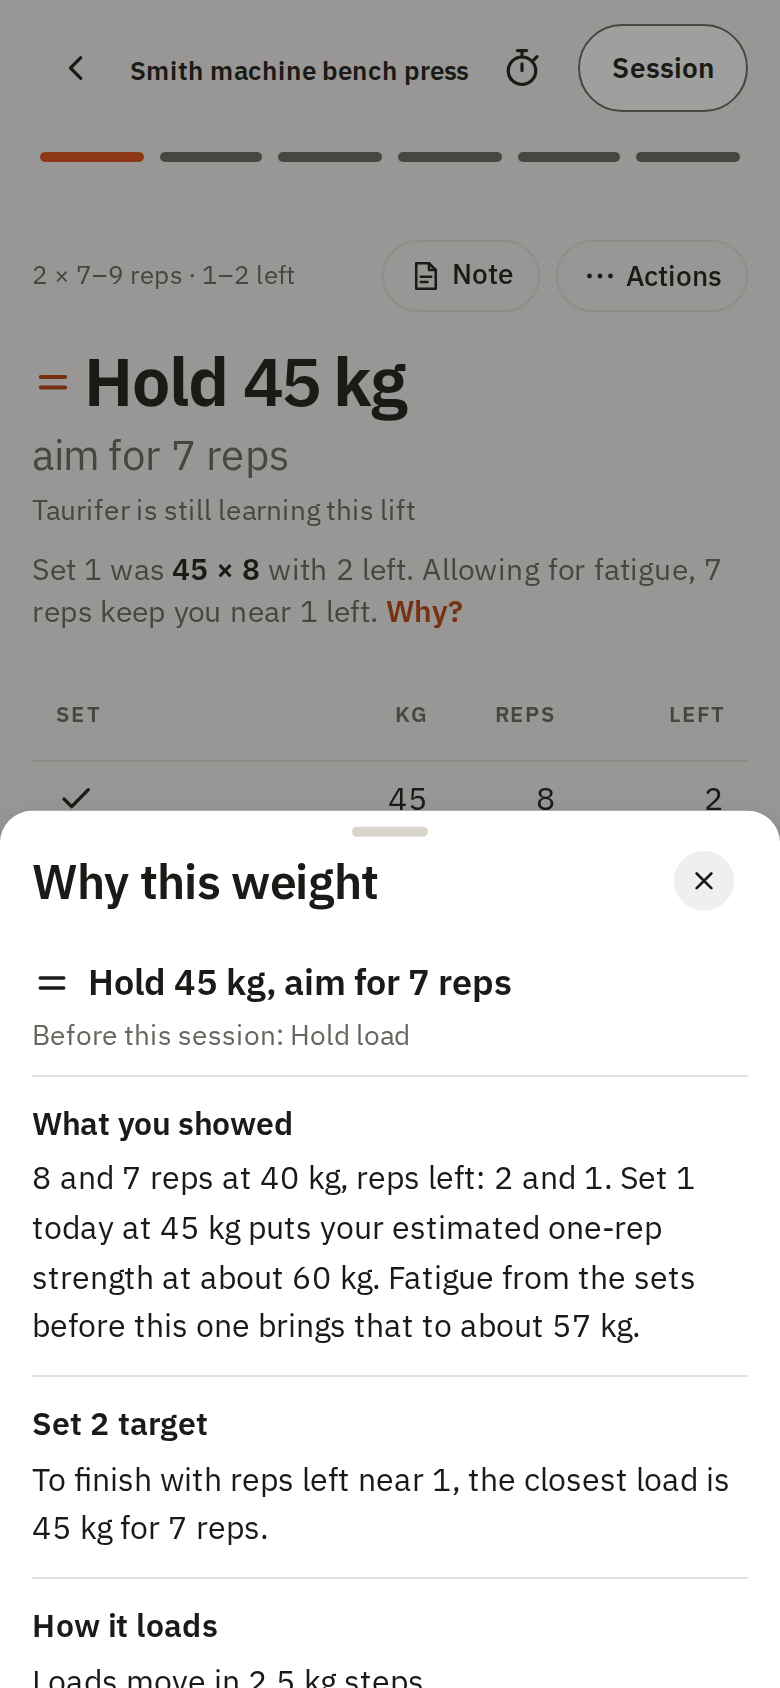 Smith machine bench press
Session
2 × 7–9 reps · 1–2 left
Note
··· Actions
= Hold 45 kg
aim for 7 reps
Taurifer is still learning this lift
Set 1 was 45 × 8 with 2 left. Allowing for fatigue, 7
reps keep you near 1 left. Why?
SET KG REPS LEFT
45 8 2
Why this weight
= Hold 45 kg, aim for 7 reps
Before this session: Hold load
What you showed
8 and 7 reps at 40 kg, reps left: 2 and 1. Set 1
today at 45 kg puts your estimated one-rep
strength at about 60 kg. Fatigue from the sets
before this one brings that to about 57 kg.
Set 2 target
To finish with reps left near 1, the closest load is
45 kg for 7 reps.
How it loads
Loads move in 2.5 kg steps